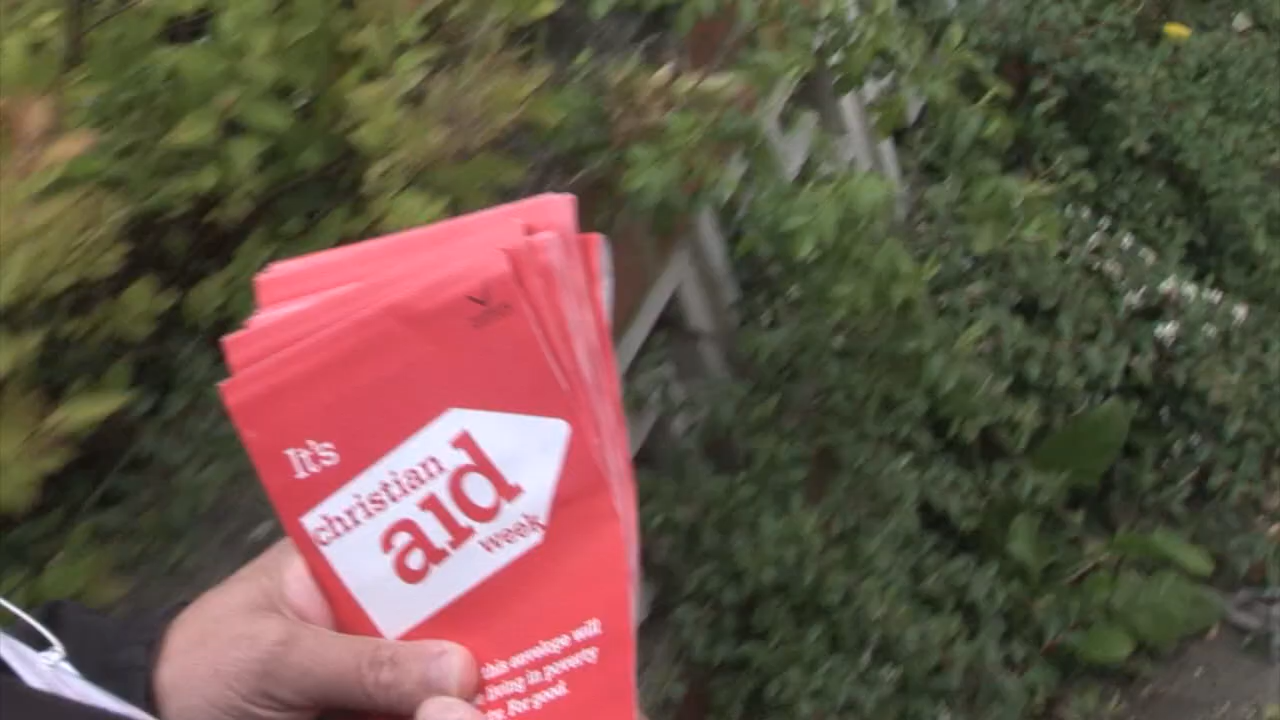 It's
christian
aid
week
this envelope will
living in poverty
For good